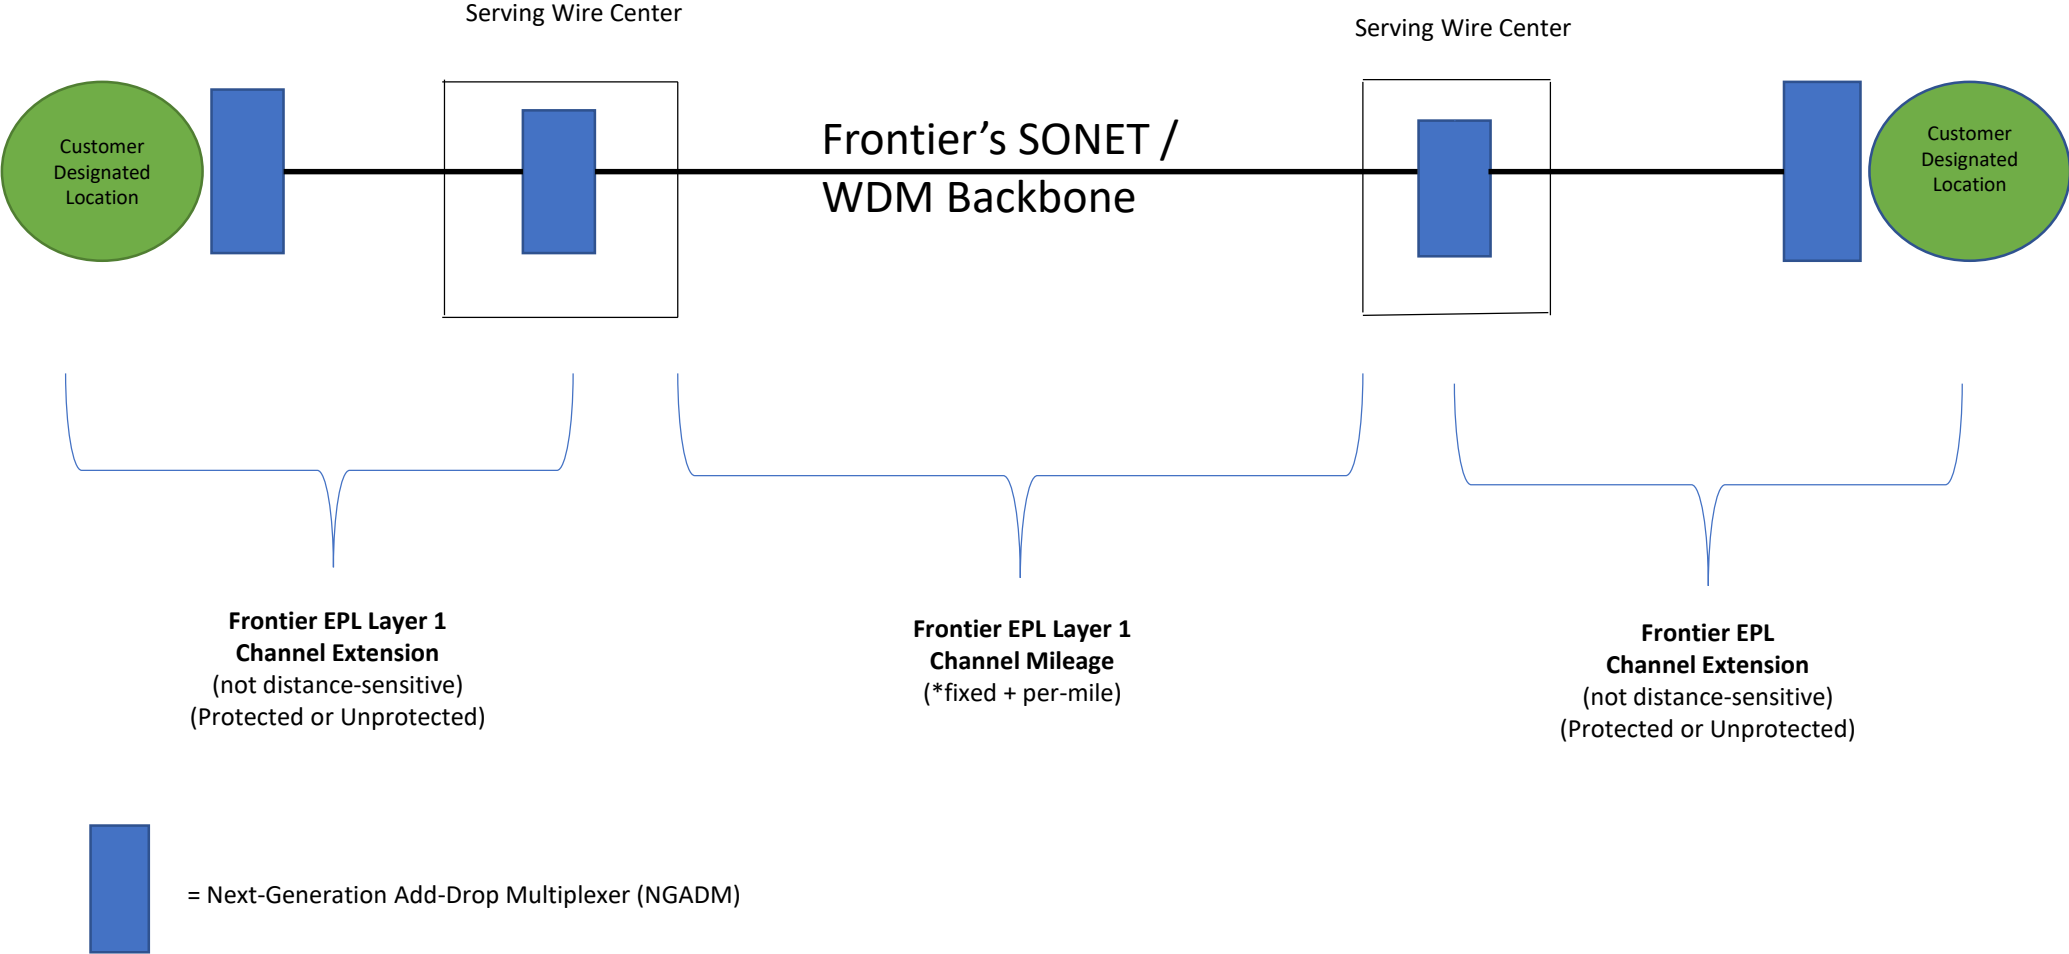 Serving Wire Center
Serving Wire Center
Customer
Designated
Location
Frontier’s SONET /
WDM Backbone
Customer
Designated
Location
Frontier EPL Layer 1
Channel Extension
(not distance-sensitive)
(Protected or Unprotected)
Frontier EPL Layer 1
Channel Mileage
(*fixed + per-mile)
Frontier EPL
Channel Extension
(not distance-sensitive)
(Protected or Unprotected)
= Next-Generation Add-Drop Multiplexer (NGADM)